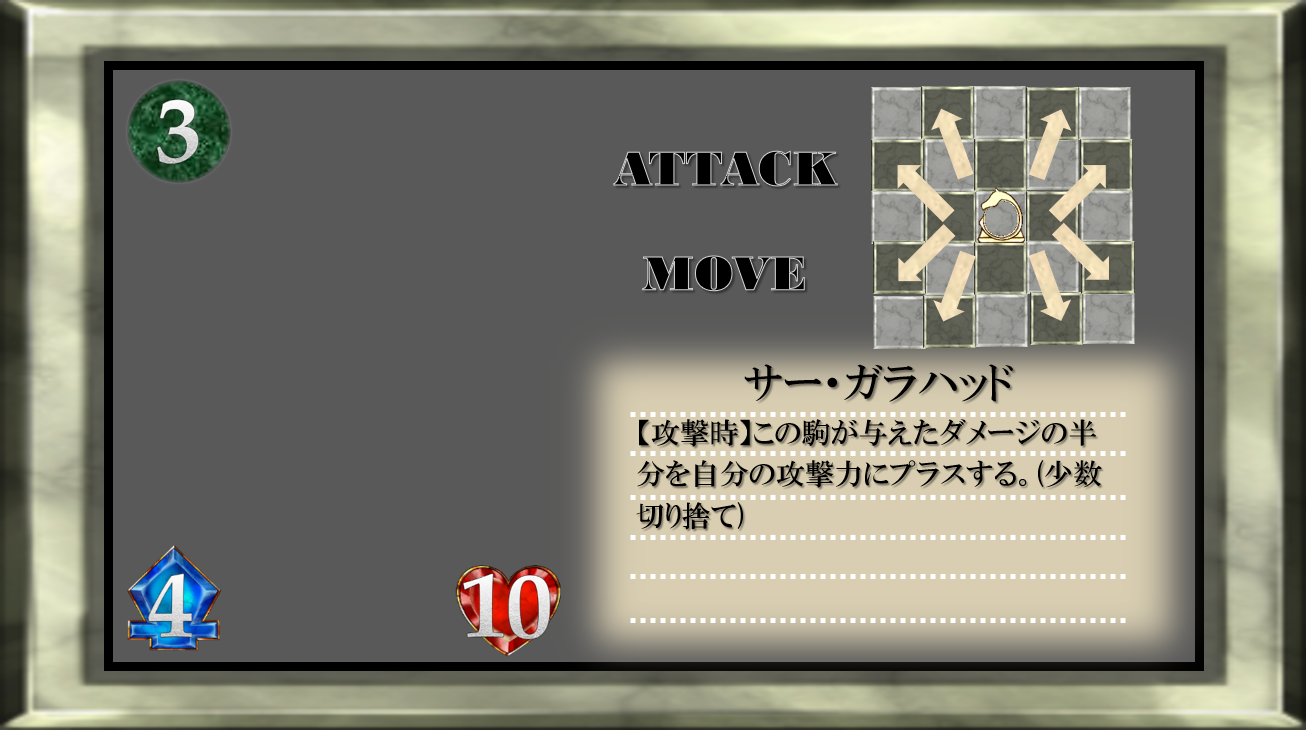 3
ATTACK
MOVE
サー・ガラハッド
【攻撃時】この駒が与えたダメージの半
分を自分の攻撃力にプラスする。(少数
切り捨て)
4
10